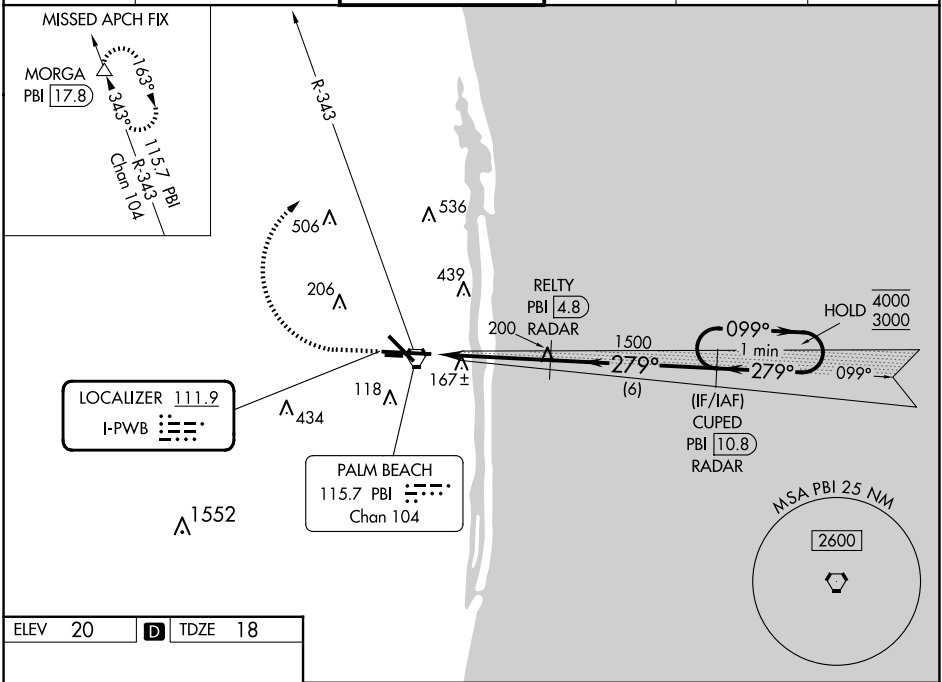 MISSED APCH FIX
MORGA
PBI 17.8
163°
343°
R-343
115.7 PBI
Chan 104
R-343
506
536
206
439
RELTY
PBI 4.8
RADAR
200
1500
279°
(6)
HOLD 4000
3000
099°
1 min
279°
099°
(IF/IAF)
CUPED
PBI 10.8
RADAR
167±
118
434
LOCALIZER 111.9
I-PWB
PALM BEACH
115.7 PBI
Chan 104
1552
MSA PBI 25 NM
2600
ELEV 20 D TDZE 18